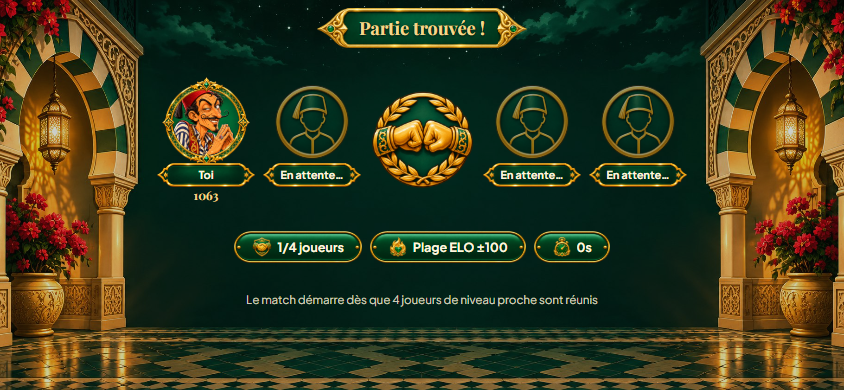 Partie trouvée !
Toi
En attente...
En attente...
En attente...
1063
1/4 joueurs
Plage ELO ±100
0s
Le match démarre dès que 4 joueurs de niveau proche sont réunis